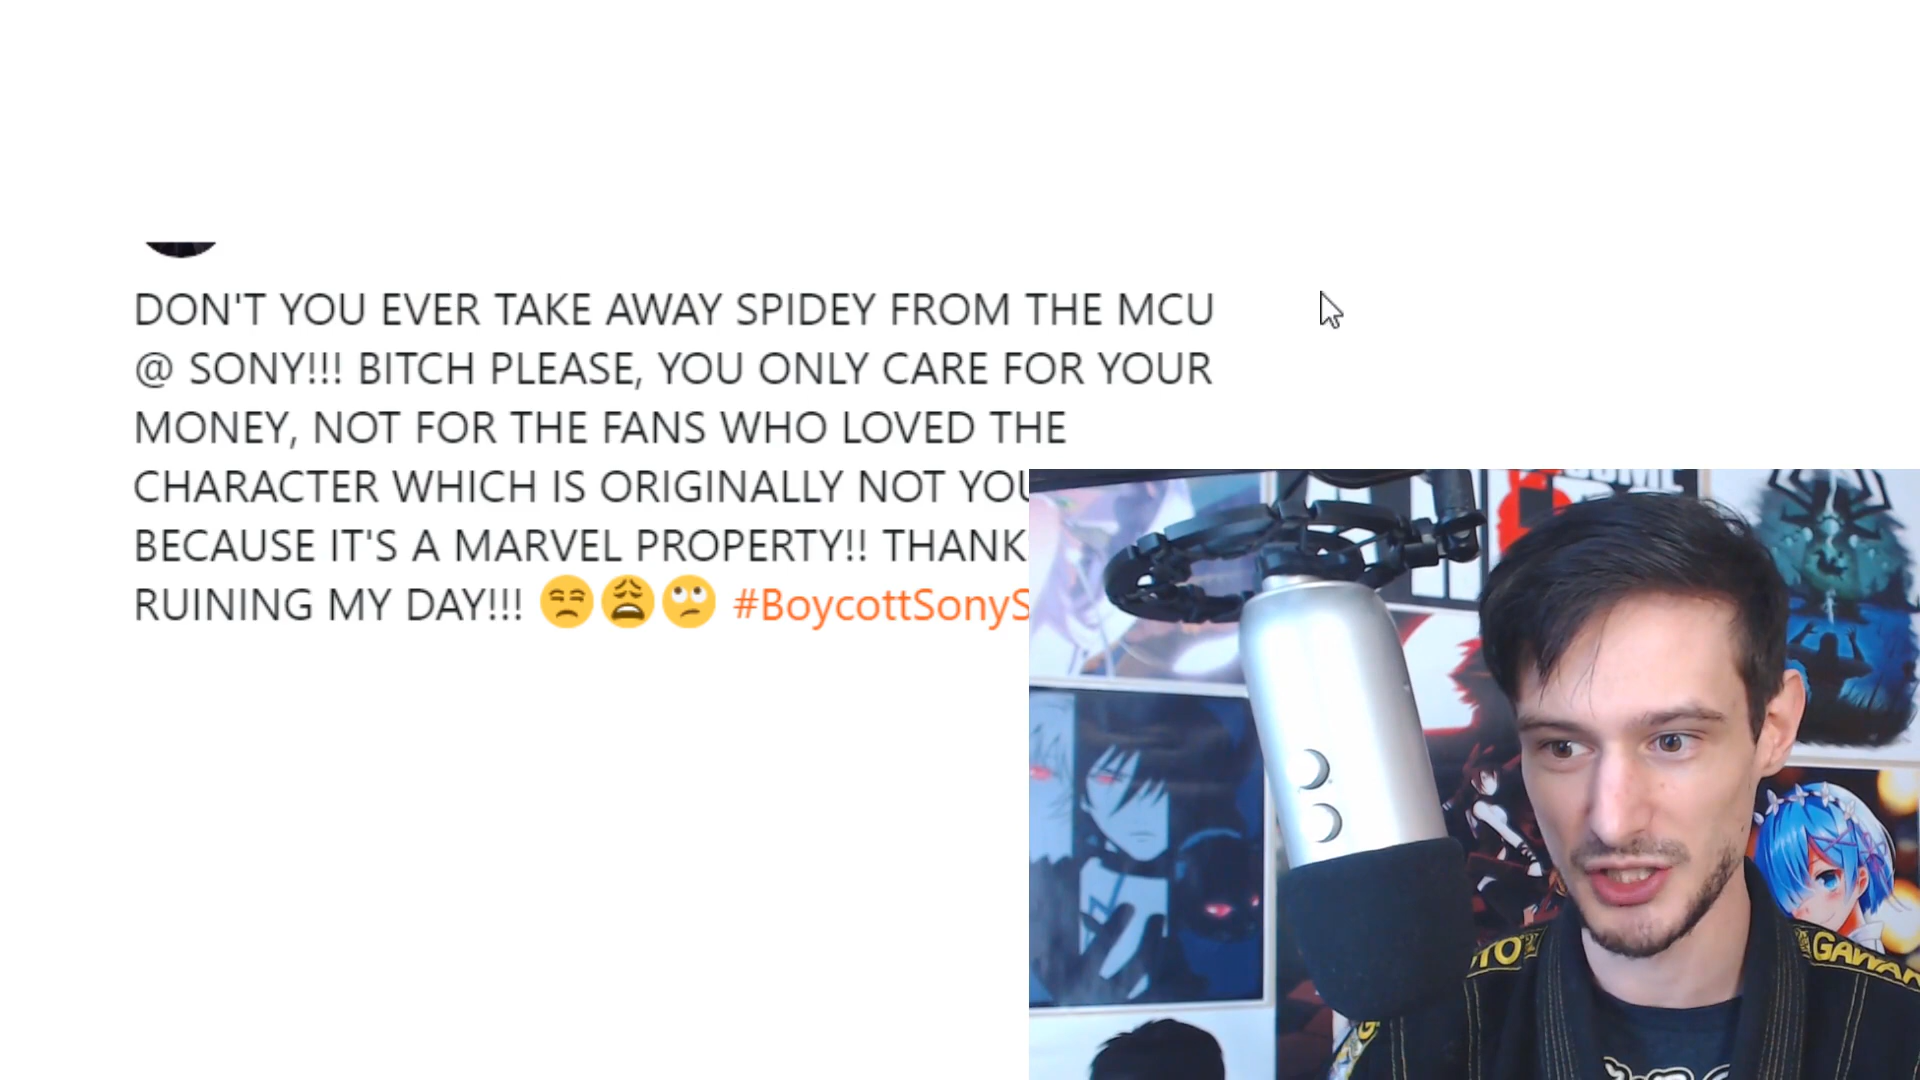 DON'T YOU EVER TAKE AWAY SPIDEY FROM THE MCU
@ SONY!!! BITCH PLEASE, YOU ONLY CARE FOR YOUR
MONEY, NOT FOR THE FANS WHO LOVED THE
CHARACTER WHICH IS ORIGINALLY NOT YOU
BECAUSE IT'S A MARVEL PROPERTY!! THANK
RUINING MY DAY!!! 😒😩🙄 #BoycottSonyS